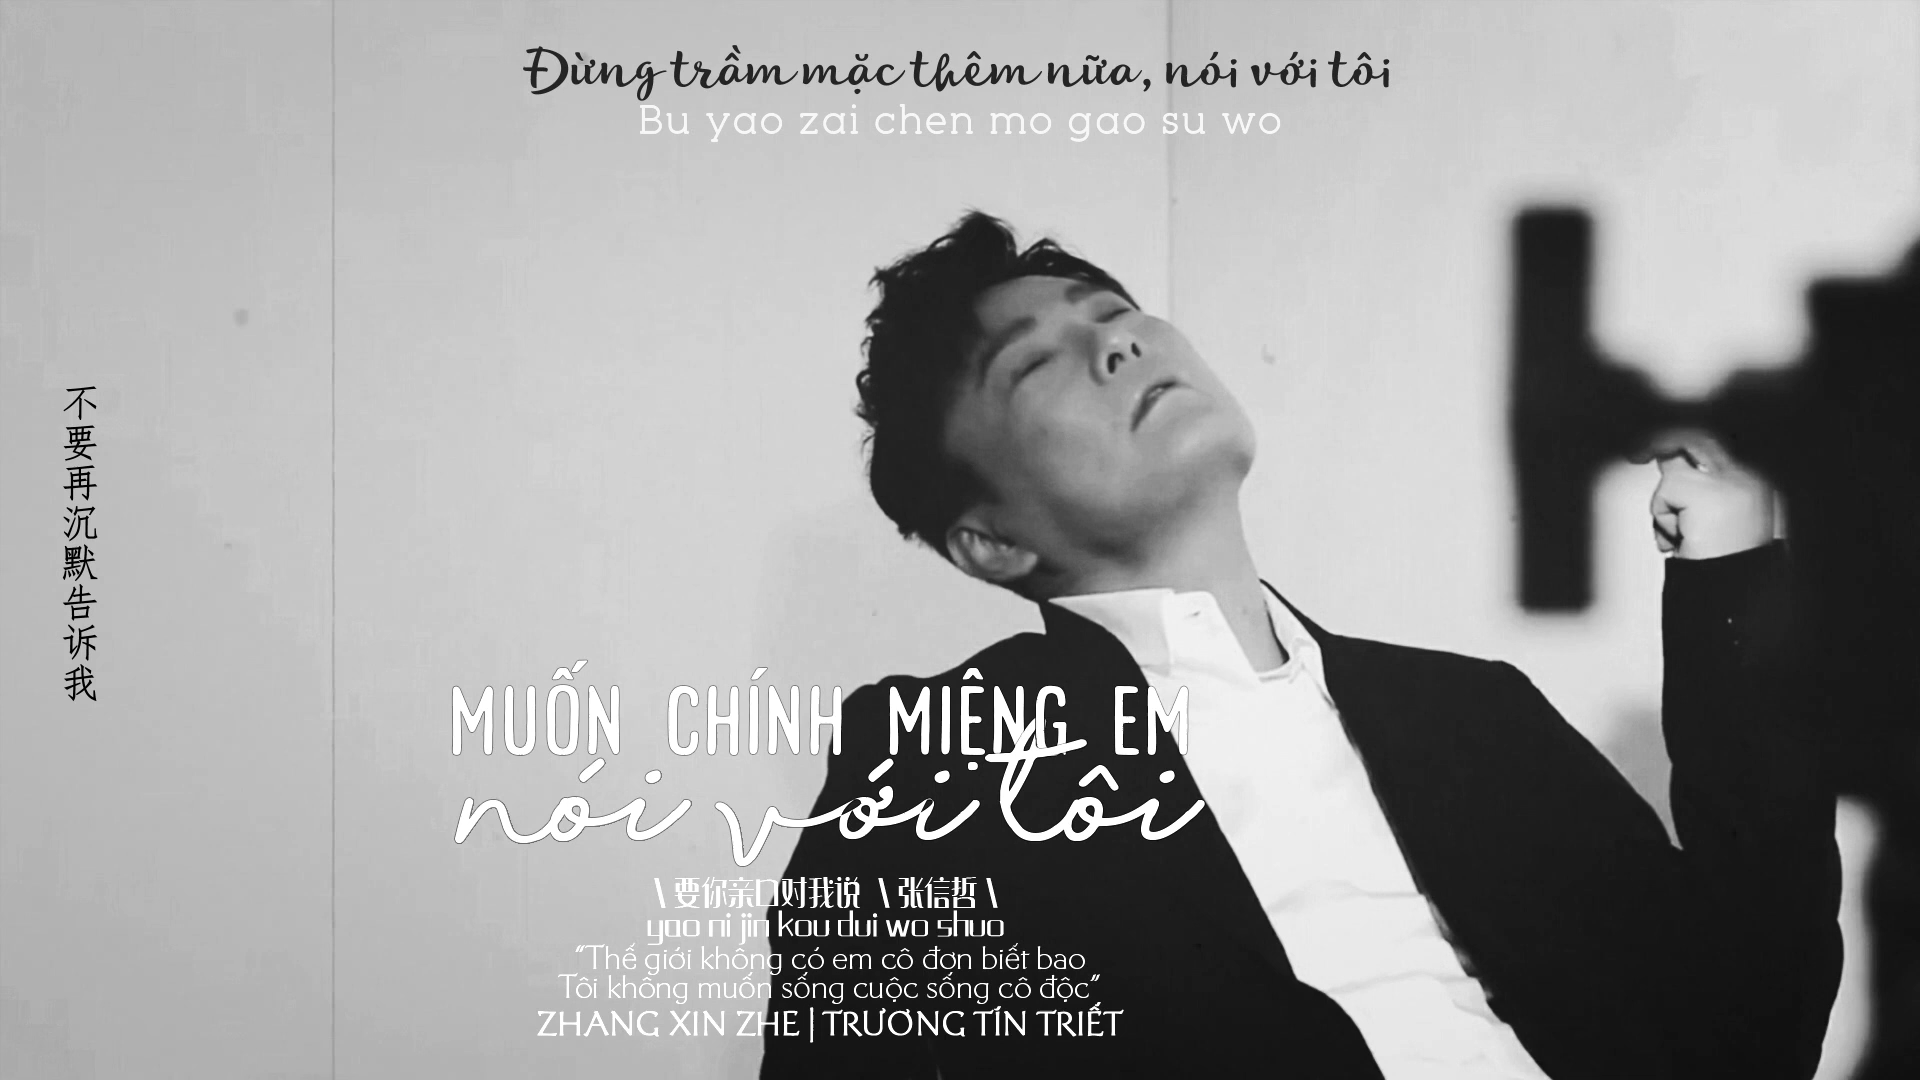 Đừng trầm mặc thêm nữa, nói với tôi
Bu yao zai chen mo gao su wo
不要再沉默告诉我
MUỐN CHÍNH MIỆNG EM
nói với tôi
\ 要你亲口对我说 \ 张信哲 \
yao ni jin kou dui wo shuo
"Thế giới không có em cô đơn biết bao
Tôi không muốn sống cuộc sống cô độc"
ZHANG XIN ZHE | TRƯƠNG TÍN TRIẾT